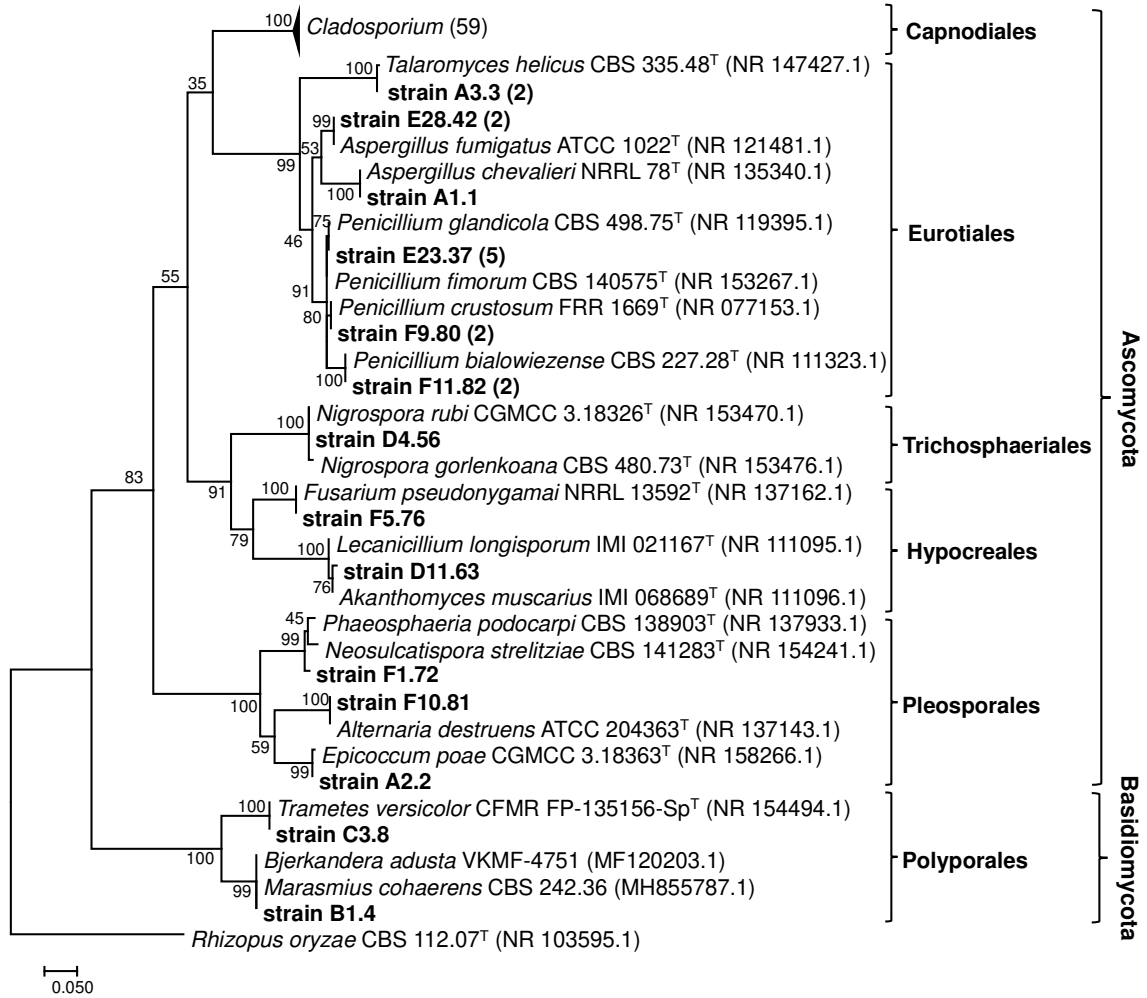 100
Cladosporium (59)
Capnodiales
35
100
Talaromyces helicus CBS 335.48ᵀ (NR 147427.1)
strain A3.3 (2)
99
strain E28.42 (2)
53
Aspergillus fumigatus ATCC 1022ᵀ (NR 121481.1)
99
Aspergillus chevalieri NRRL 78ᵀ (NR 135340.1)
100
strain A1.1
75
Penicillium glandicola CBS 498.75ᵀ (NR 119395.1)
Eurotiales
46
strain E23.37 (5)
55
Penicillium fimorum CBS 140575ᵀ (NR 153267.1)
91
Penicillium crustosum FRR 1669ᵀ (NR 077153.1)
80
strain F9.80 (2)
Penicillium bialowiezense CBS 227.28ᵀ (NR 111323.1)
100
strain F11.82 (2)
Ascomycota
Nigrospora rubi CGMCC 3.18326ᵀ (NR 153470.1)
100
strain D4.56
Trichosphaeriales
83
Nigrospora gorlenkoana CBS 480.73ᵀ (NR 153476.1)
91
100
Fusarium pseudonygamai NRRL 13592ᵀ (NR 137162.1)
strain F5.76
79
100
Lecanicillium longisporum IMI 021167ᵀ (NR 111095.1)
Hypocreales
strain D11.63
76
Akanthomyces muscarius IMI 068689ᵀ (NR 111096.1)
45
Phaeosphaeria podocarpi CBS 138903ᵀ (NR 137933.1)
99
Neosulcatispora strelitziae CBS 141283ᵀ (NR 154241.1)
strain F1.72
100
100
strain F10.81
Pleosporales
Alternaria destruens ATCC 204363ᵀ (NR 137143.1)
59
Epicoccum poae CGMCC 3.18363ᵀ (NR 158266.1)
99
strain A2.2
100
Trametes versicolor CFMR FP-135156-Spᵀ (NR 154494.1)
strain C3.8
100
Bjerkandera adusta VKMF-4751 (MF120203.1)
Polyporales
Basidiomycota
99
Marasmius cohaerens CBS 242.36 (MH855787.1)
strain B1.4
Rhizopus oryzae CBS 112.07ᵀ (NR 103595.1)
0.050